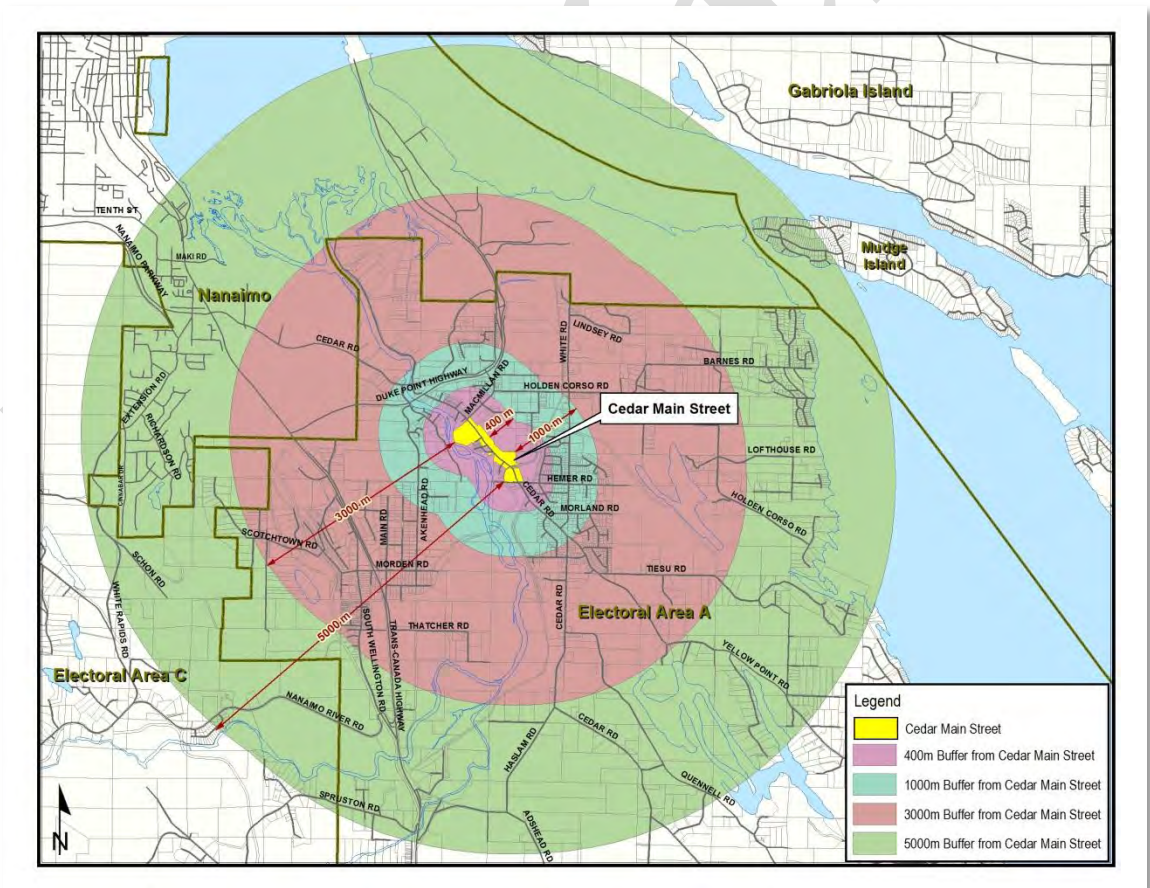 Gabriola Island
TENTH ST
NANAIMO PARKWAY
MAKI RD
Mudge
Island
Nanaimo
LINDSEY RD
WHITE RD
CEDAR RD
BARNES RD
DUKE POINT HIGHWAY
MACMILLAN RD
HOLDEN CORSO RD
EXTENSION RD
Cedar Main Street
400 m
1000 m
RICHARDSON RD
LOFTHOUSE RD
CINNABAR DR
HEMER RD
CEDAR RD
HOLDEN CORSO RD
3000 m
MAIN RD
AKENHEAD RD
MORLAND RD
SCOTCHTOWN RD
SCHON RD
MORDEN RD
TIESU RD
WHITE RAPIDS RD
5000 m
SOUTH WELLINGTON RD
TRANS-CANADA HIGHWAY
THATCHER RD
CEDAR RD
Electoral Area A
YELLOW POINT RD
Electoral Area C
NANAIMO RIVER RD
HASLAM RD
CEDAR RD
QUENNELL RD
SPRUSTON RD
ADSHEAD RD
N
Legend
Cedar Main Street
400m Buffer from Cedar Main Street
1000m Buffer from Cedar Main Street
3000m Buffer from Cedar Main Street
5000m Buffer from Cedar Main Street